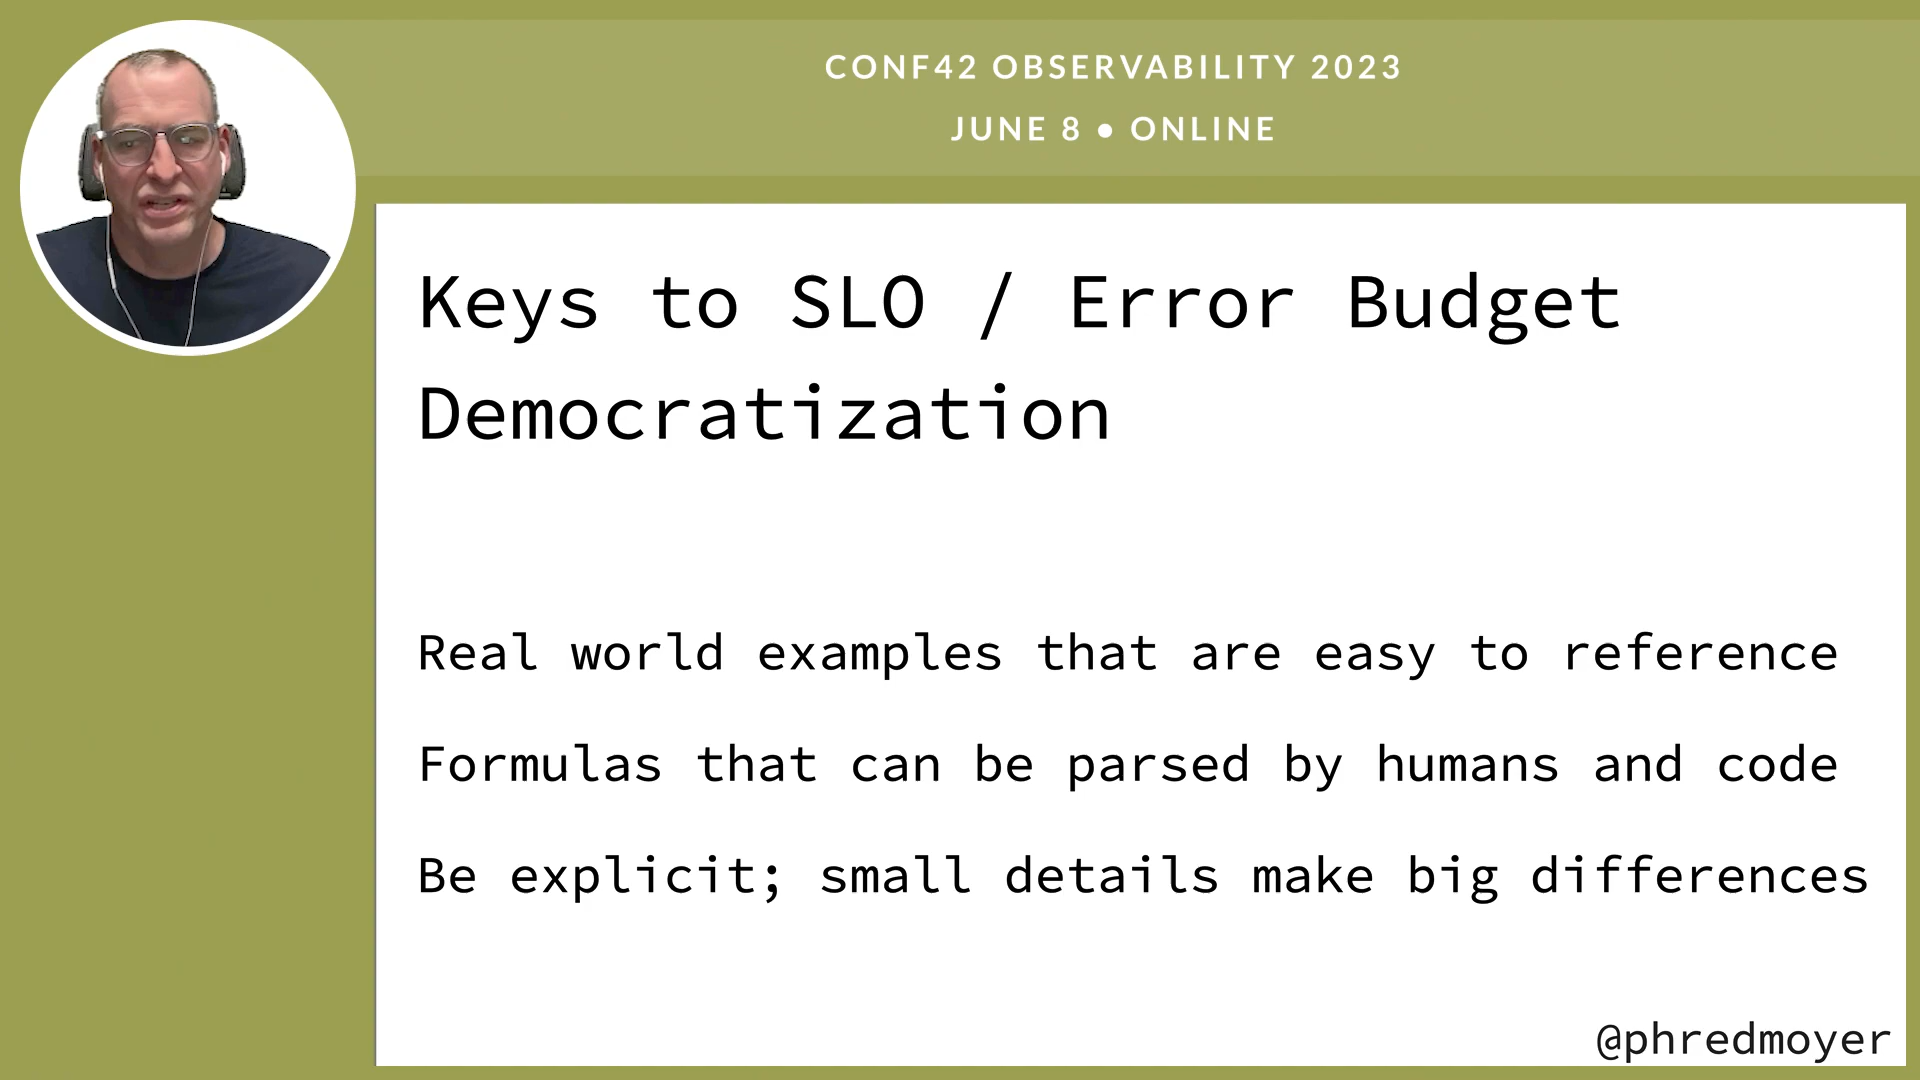 CONF42 OBSERVABILITY 2023
JUNE 8 ● ONLINE
Keys to SLO / Error Budget
Democratization
Real world examples that are easy to reference
Formulas that can be parsed by humans and code
Be explicit; small details make big differences
@phredmoyer